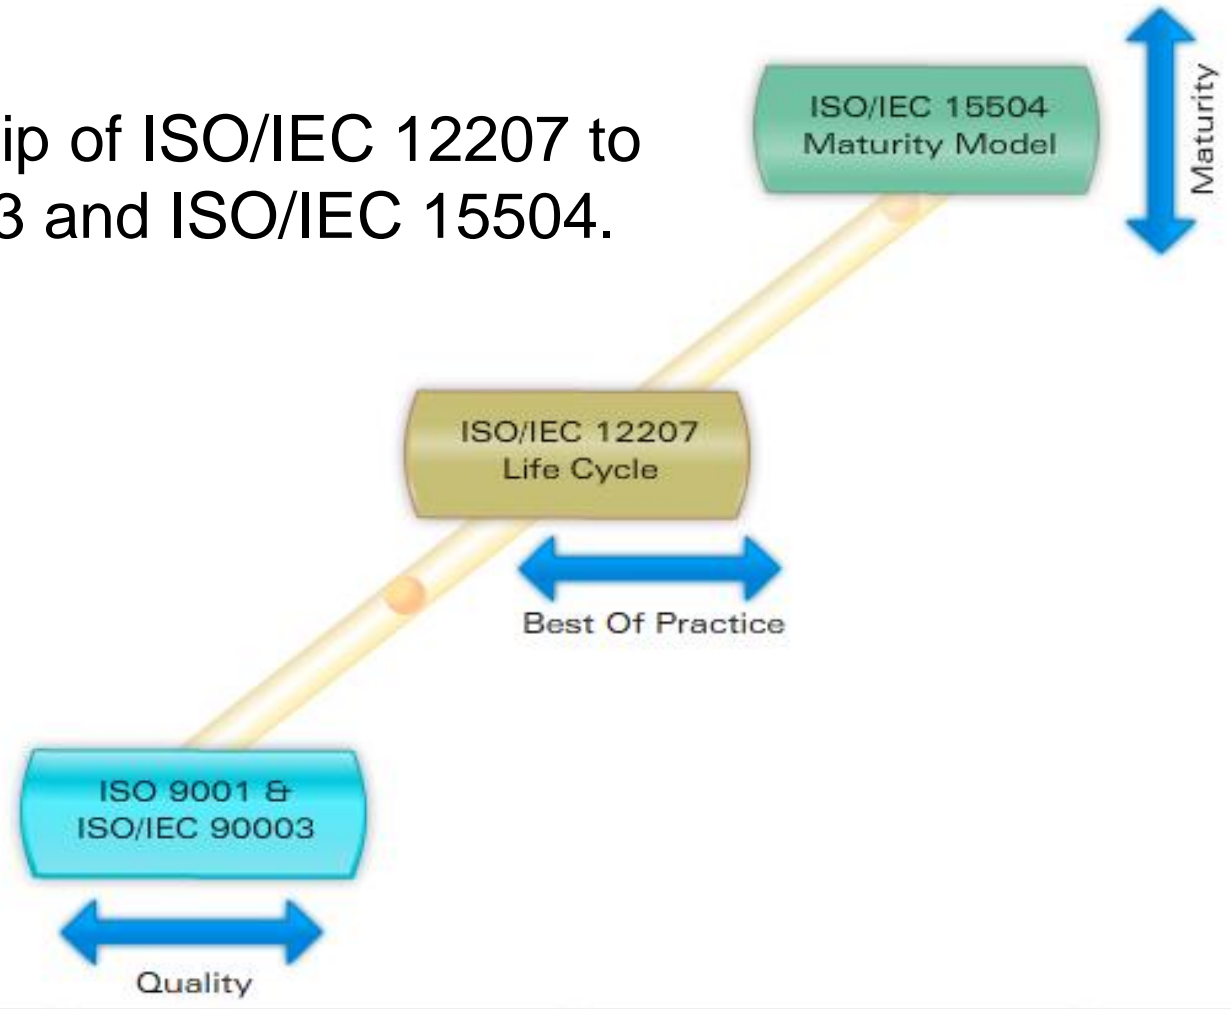 ip of ISO/IEC 12207 to
3 and ISO/IEC 15504.
ISO/IEC 15504
Maturity Model
Maturity
ISO/IEC 12207
Life Cycle
Best Of Practice
ISO 9001 &
ISO/IEC 90003
Quality